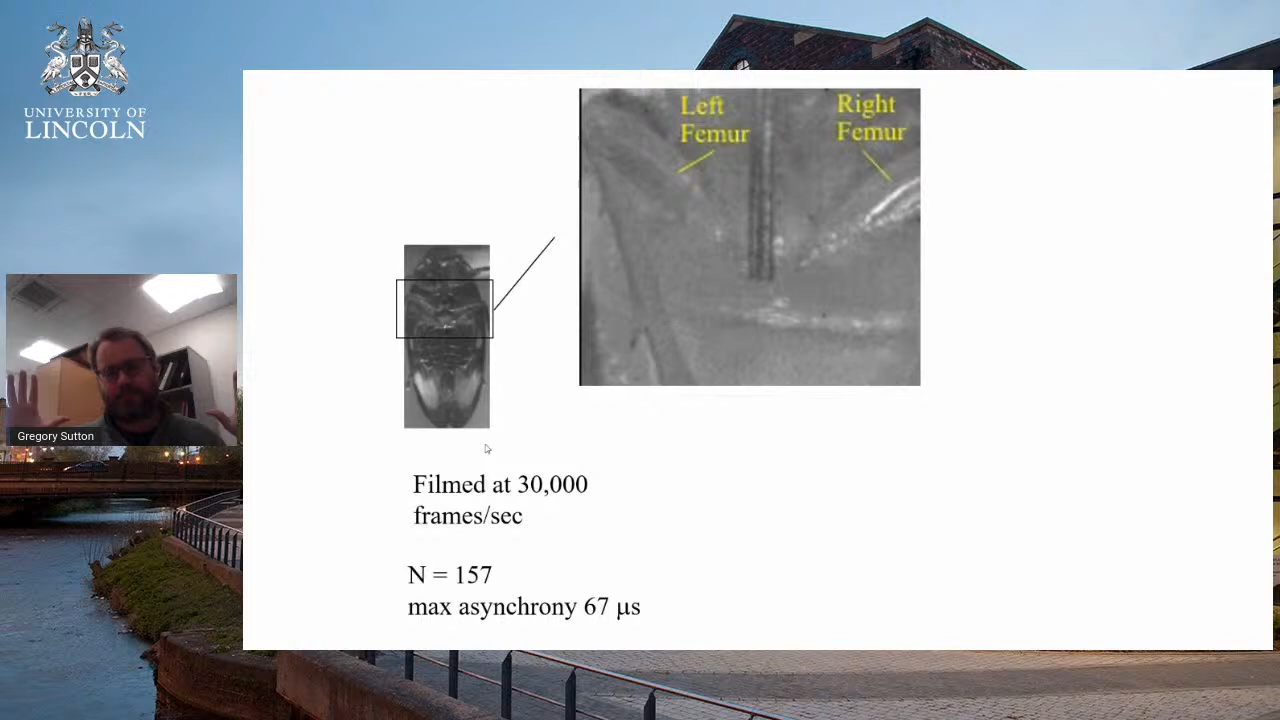 UNIVERSITY OF
LINCOLN
Left
Femur
Right
Femur
Gregory Sutton
Filmed at 30,000
frames/sec
N = 157
max asynchrony 67 µs